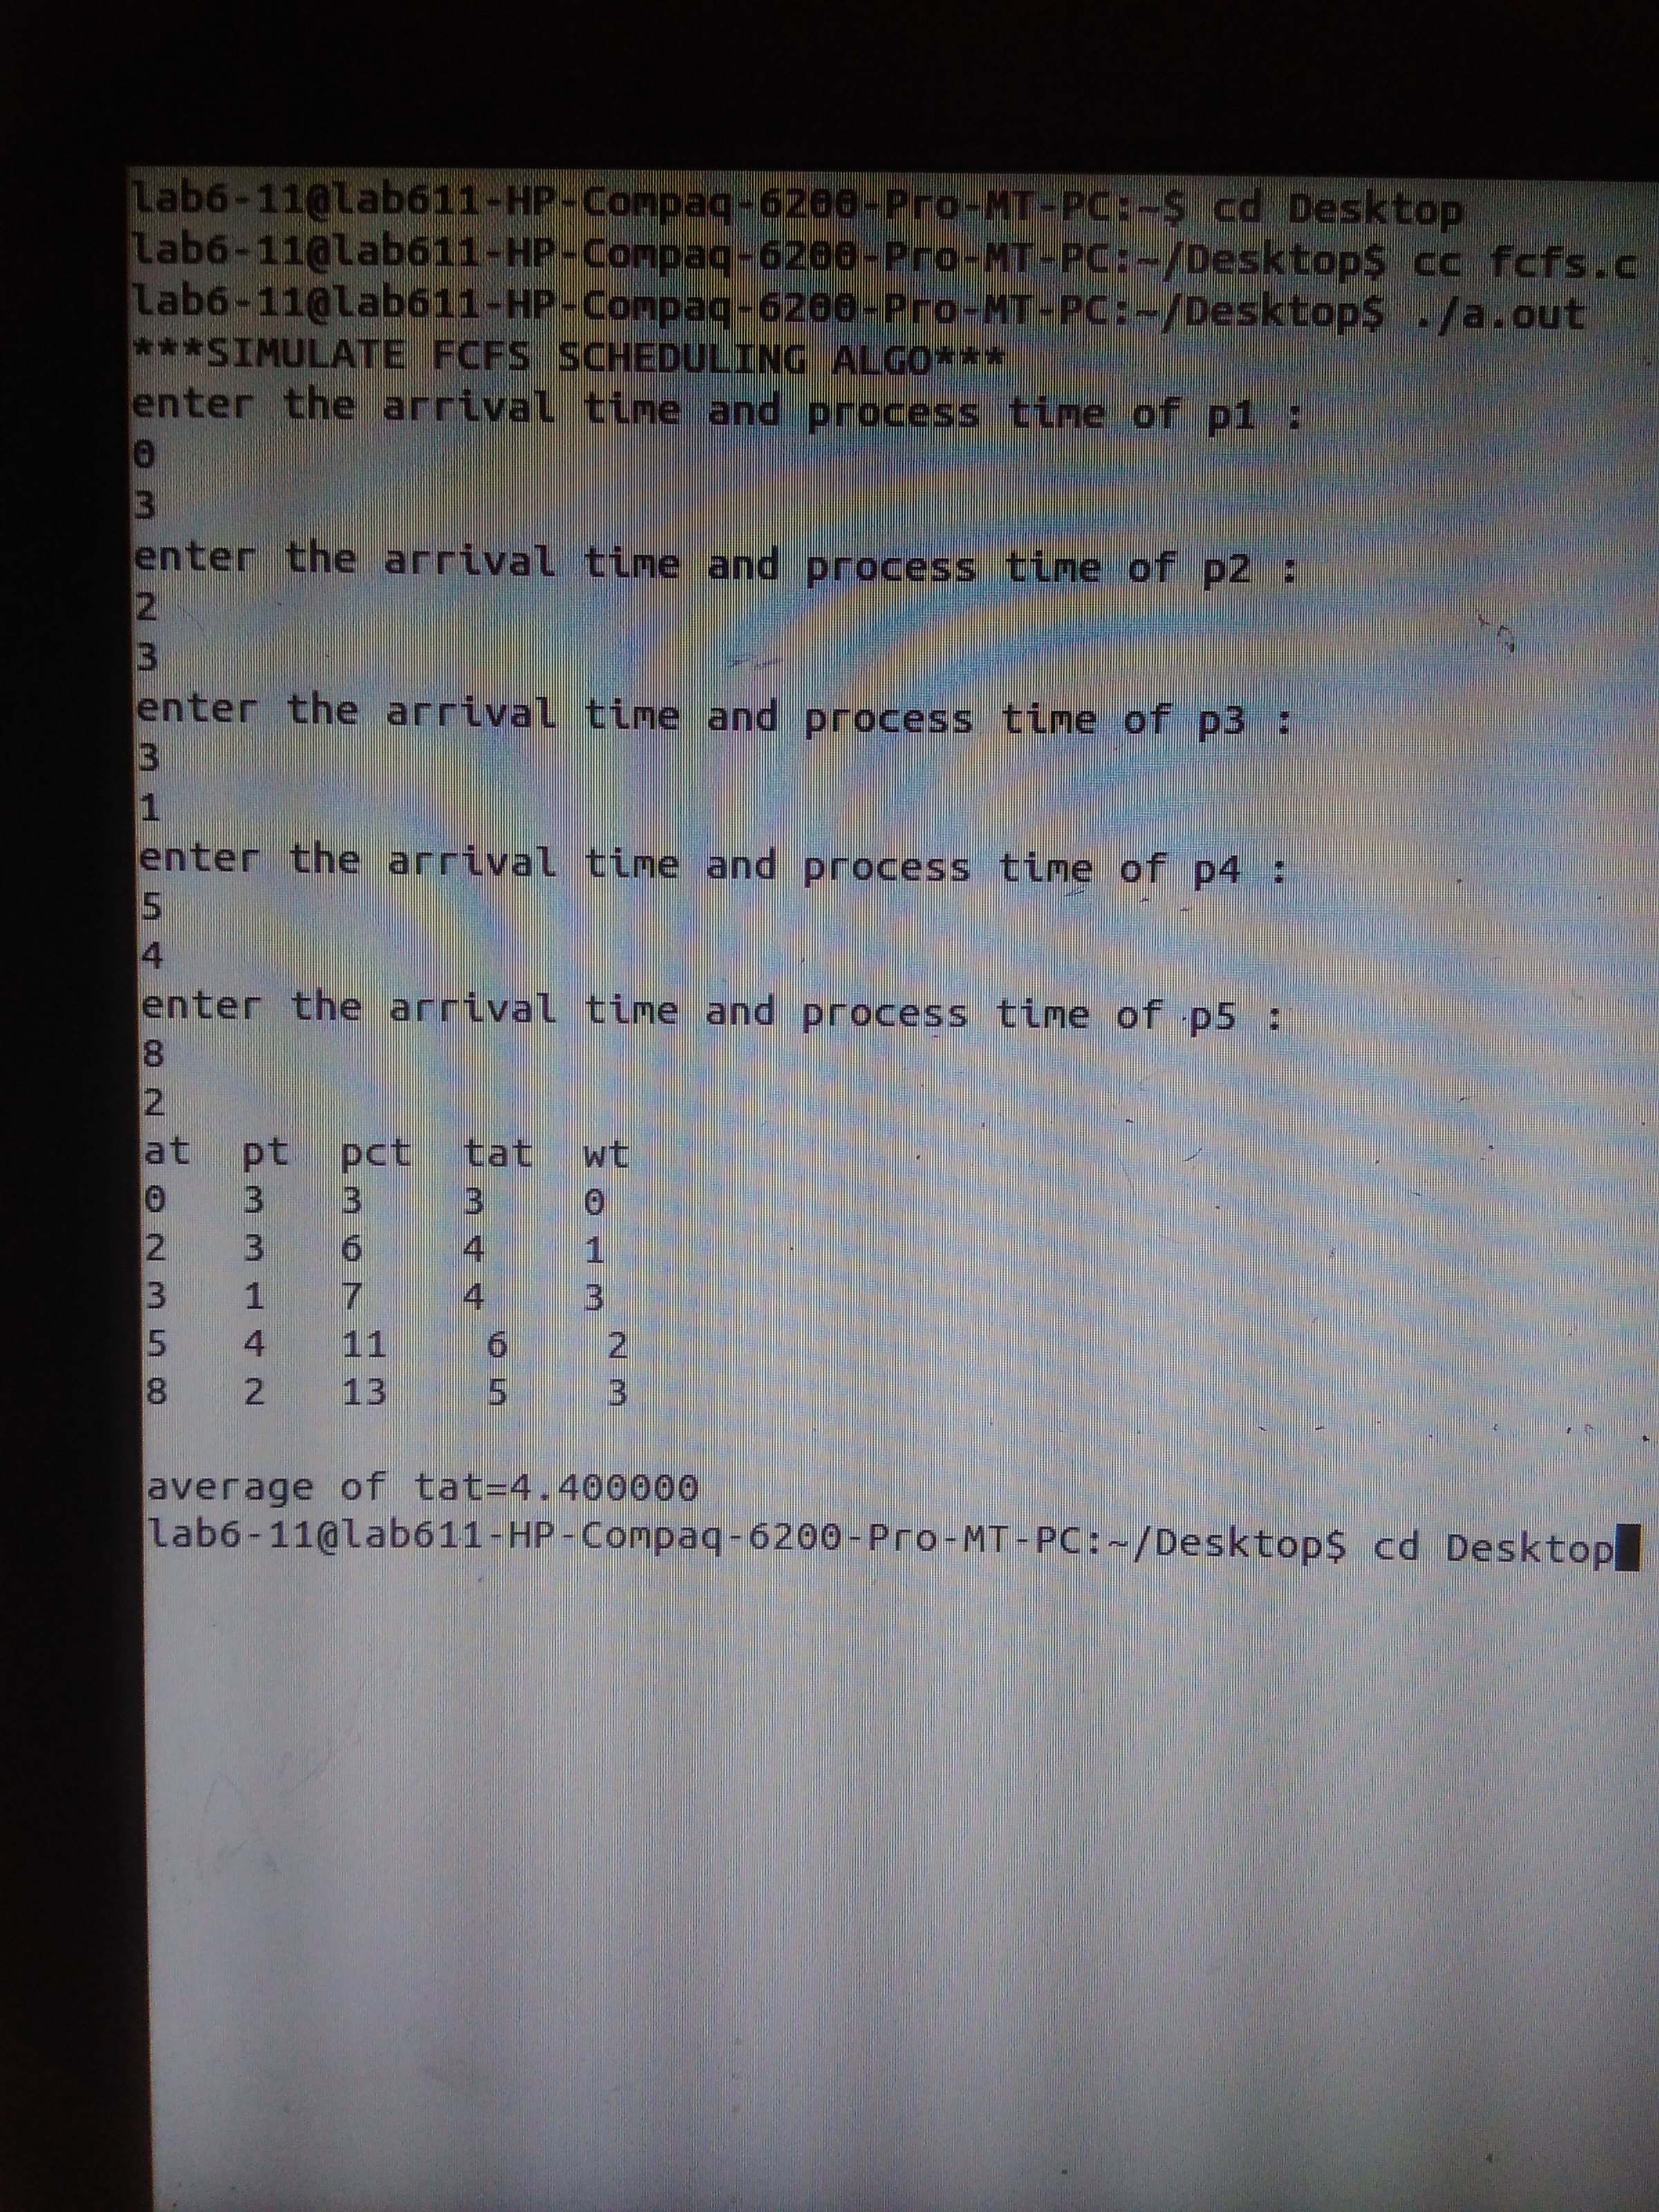 lab6-11@lab611-HP-Compaq-6200-Pro-MT-PC:~$ cd Desktop
lab6-11@lab611-HP-Compaq-6200-Pro-MT-PC:~/Desktop$ cc fcfs.c
lab6-11@lab611-HP-Compaq-6200-Pro-MT-PC:~/Desktop$ ./a.out
***SIMULATE FCFS SCHEDULING ALGO***
enter the arrival time and process time of p1 :
0
3
enter the arrival time and process time of p2 :
2
3
enter the arrival time and process time of p3 :
3
1
enter the arrival time and process time of p4 :
5
4
enter the arrival time and process time of p5 :
8
2
at pt pct tat wt
0 3 3 3 0
2 3 6 4 1
3 1 7 4 3
5 4 11 6 2
8 2 13 5 3
average of tat=4.400000
lab6-11@lab611-HP-Compaq-6200-Pro-MT-PC:~/Desktop$ cd Desktop